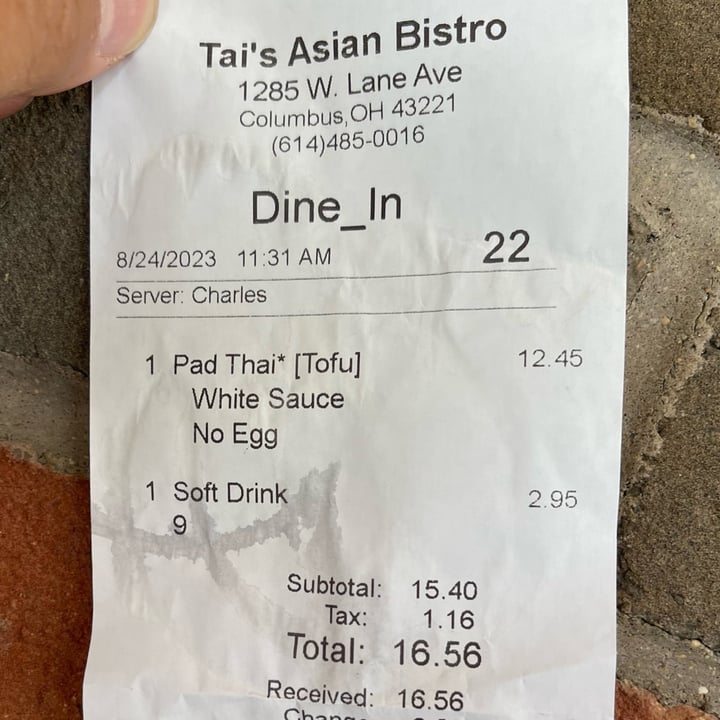 Tai's Asian Bistro
1285 W. Lane Ave
Columbus,OH 43221
(614)485-0016
Dine_In
8/24/2023 11:31 AM 22
Server: Charles
1 Pad Thai* [Tofu] 12.45
White Sauce
No Egg
1 Soft Drink 2.95
9
Subtotal: 15.40
Tax: 1.16
Total: 16.56
Received: 16.56